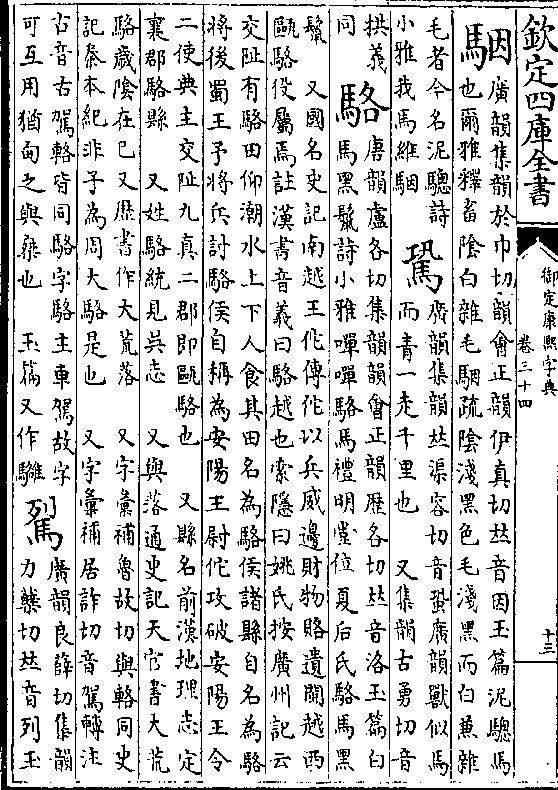 欽定四庫全書
御定康熙字典
卷三十四
十三
駰廣韻集韻於巾切韻會正韻伊真切𠀤音因玉篇泥驄馬
也爾雅釋畜隂白雜毛駰疏隂淺黑色毛淺黑而白兼雜
毛者今名泥驄詩
小雅我馬維駰
䮗廣韻集韻𠀤渠容切音蛩廣韻獸似馬
而青一走千里也 又集韻古勇切音
拱義
同
駱唐韻盧各切集韻韻會正韻歷各切𠀤音洛玉篇白
馬黑鬣詩小雅嘽嘽駱馬禮明堂位夏后氏駱馬黑
鬣 又國名史記南越王佗傳佗以兵威邊財物賂遺閩越西
甌駱役屬焉註漢書音義曰駱越也索隱曰姚氏按廣州記云
交阯有駱田仰潮水上下人食其田名為駱侯諸縣自名為駱
將後蜀王子將兵討駱侯自稱為安陽王尉佗攻破安陽王令
二使典主交阯九真二郡即甌駱也 又縣名前漢地理志定
襄郡駱縣 又姓駱統見吳志 又與落通史記天官書大荒
駱歲隂在巳又歷書作大荒落 又字彙補魯故切與輅同史
記秦本紀非子為周大駱是也 又字彙補居詐切音駕轉注
古音古駕輅皆同駱字駱主車駕故字
可互用猶甸之與椉也 玉篇又作䮫
䮋廣韻良薛切集韻
力櫱切𠀤音列玉